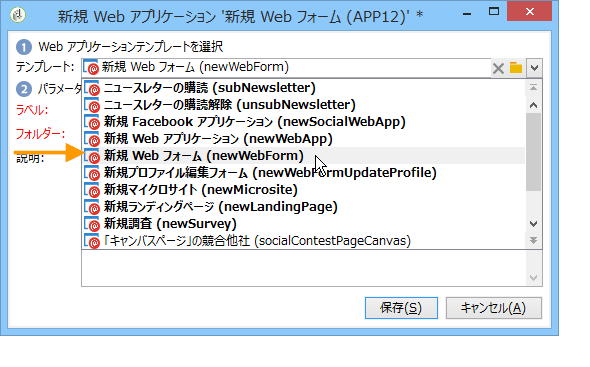 新規 Web アプリケーション '新規 Web フォーム (APP12)' *
1 Web アプリケーションテンプレートを選択
テンプレート: 新規 Web フォーム (newWebForm)
2 パラメータ
ニュースレターの購読 (subNewsletter)
ニュースレターの購読解除 (unsubNewsletter)
ラベル:
新規 Facebook アプリケーション (newSocialWebApp)
フォルダー:
新規 Web アプリケーション (newWebApp)
説明:
新規 Web フォーム (newWebForm)
新規プロファイル編集フォーム (newWebFormUpdateProfile)
新規マイクロサイト (newMicrosite)
新規ランディングページ (newLandingPage)
新規調査 (newSurvey)
「キャンバスページ」の競合他社 (socialContestPageCanvas)
保存(S) キャンセル(A)